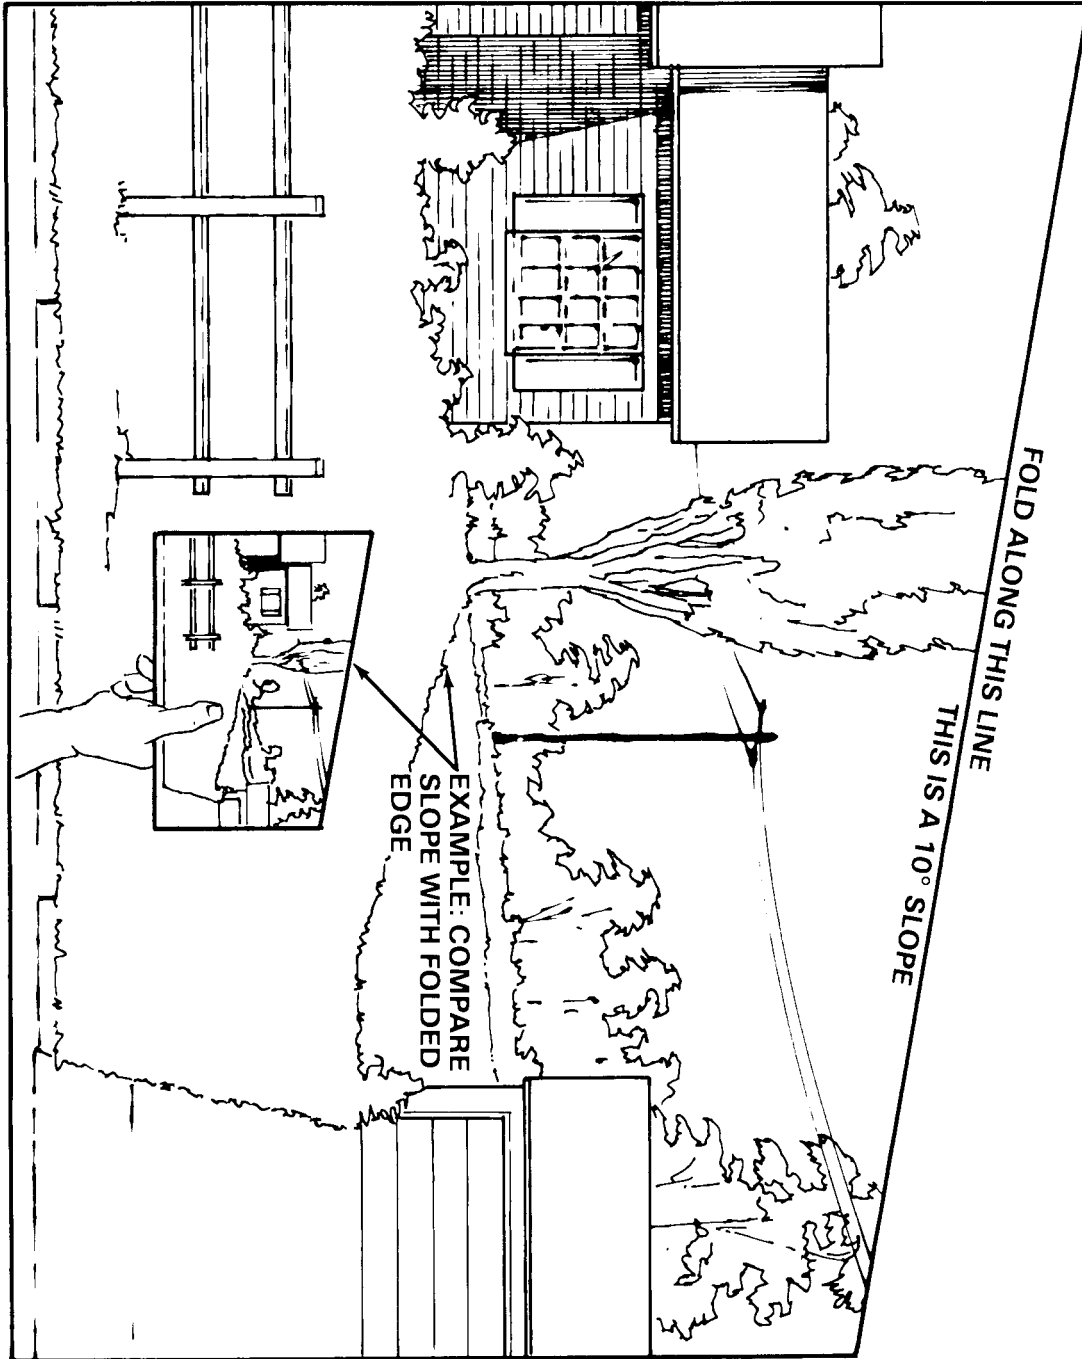 FOLD ALONG THIS LINE
THIS IS A 10° SLOPE
EXAMPLE: COMPARE
SLOPE WITH FOLDED
EDGE